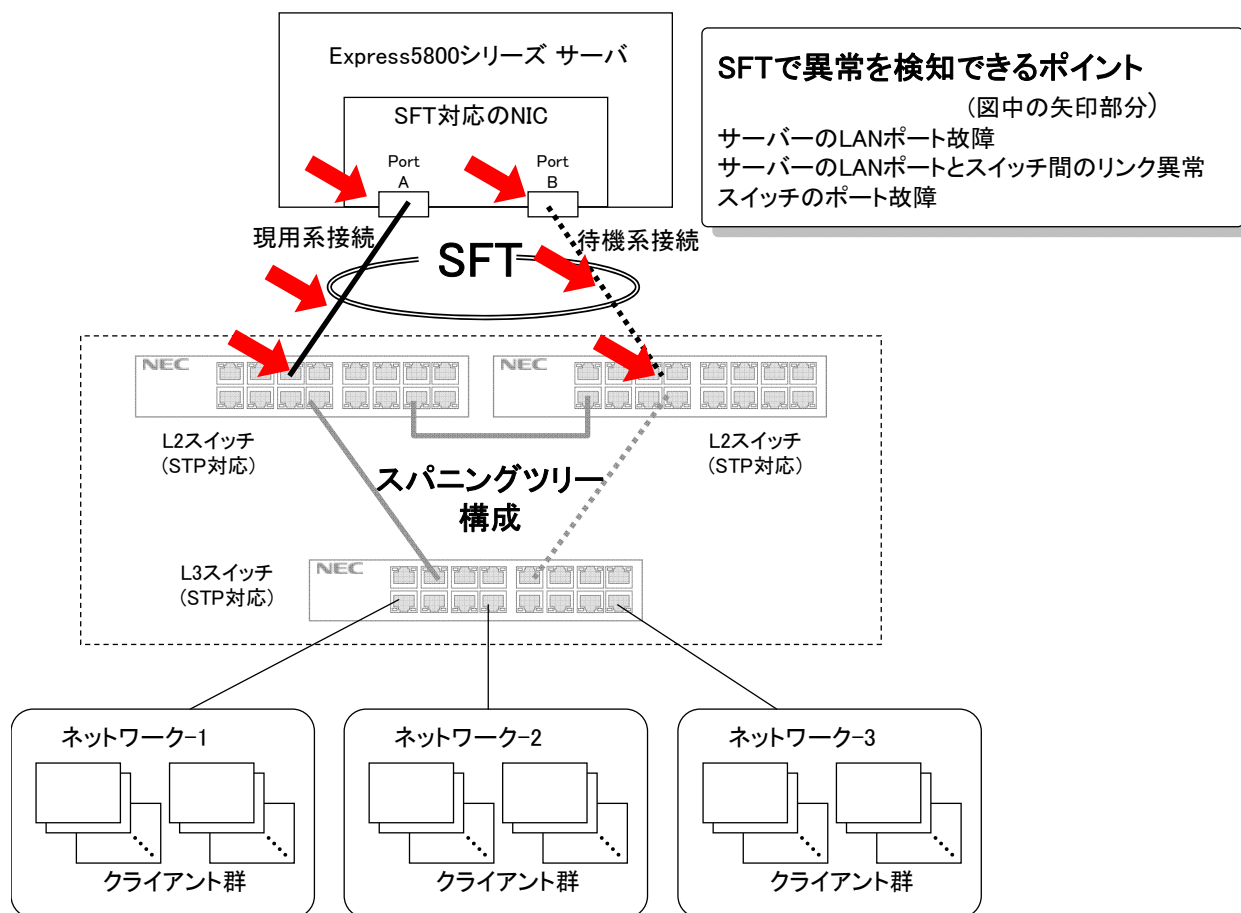 Express5800シリーズ サーバ
SFT対応のNIC
Port
A
Port
B
SFTで異常を検知できるポイント
(図中の矢印部分)
サーバーのLANポート故障
サーバーのLANポートとスイッチ間のリンク異常
スイッチのポート故障
現用系接続
SFT
待機系接続
NEC
NEC
L2スイッチ
(STP対応)
L2スイッチ
(STP対応)
スパニングツリー
構成
L3スイッチ
(STP対応)
NEC
ネットワーク-1
クライアント群
ネットワーク-2
クライアント群
ネットワーク-3
クライアント群